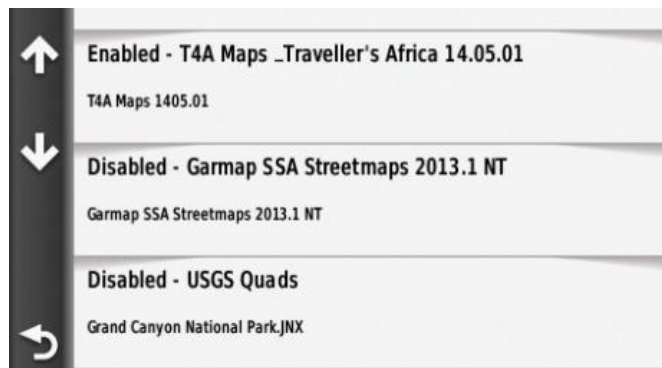 Enabled - T4A Maps _Traveller's Africa 14.05.01
T4A Maps 1405.01
Disabled - Garmap SSA Streetmaps 2013.1 NT
Garmap SSA Streetmaps 2013.1 NT
Disabled - USGS Quads
Grand Canyon National Park.JNX